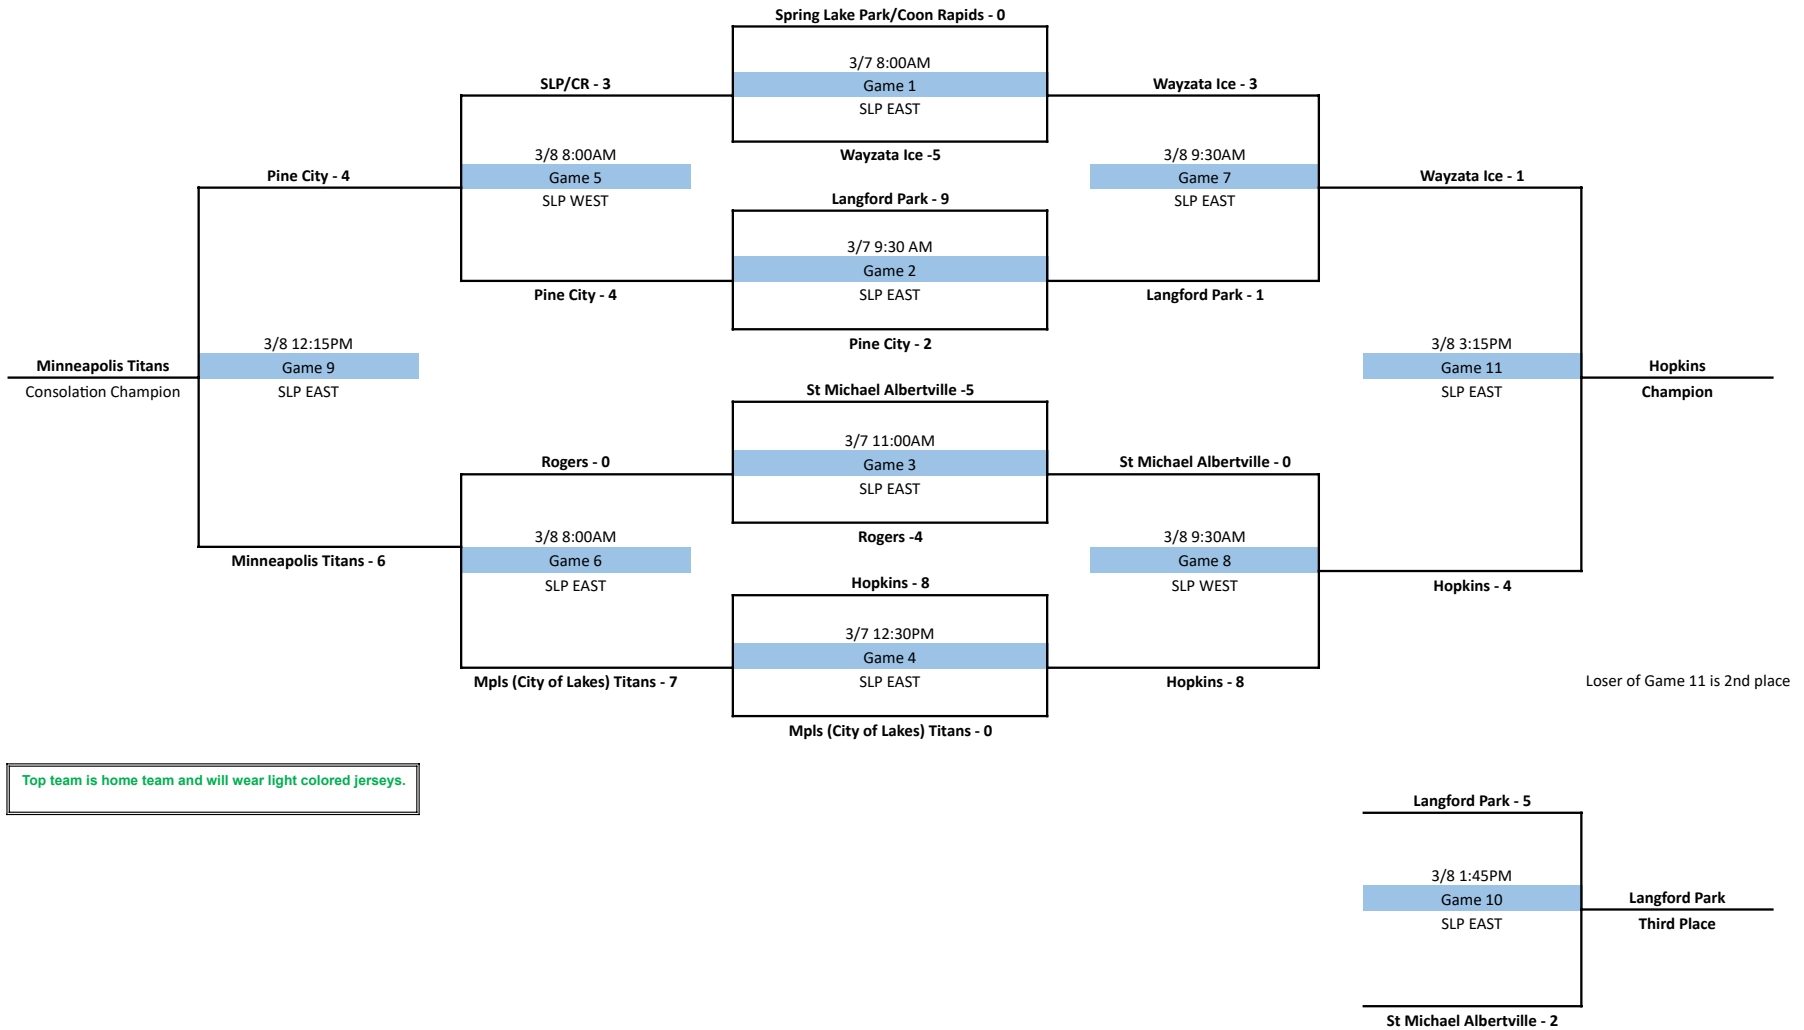 Spring Lake Park/Coon Rapids - 0
3/7 8:00AM
SLP/CR - 3
Game 1
Wayzata Ice - 3
SLP EAST
3/8 8:00AM
Wayzata Ice -5
3/8 9:30AM
Pine City - 4
Game 5
Game 7
Wayzata Ice - 1
SLP WEST
Langford Park - 9
SLP EAST
3/7 9:30 AM
Game 2
Pine City - 4
SLP EAST
Langford Park - 1
3/8 12:15PM
Pine City - 2
3/8 3:15PM
Minneapolis Titans
Game 9
Game 11
Hopkins
Consolation Champion
SLP EAST
St Michael Albertville -5
SLP EAST
Champion
3/7 11:00AM
Rogers - 0
Game 3
St Michael Albertville - 0
SLP EAST
3/8 8:00AM
Rogers -4
3/8 9:30AM
Minneapolis Titans - 6
Game 6
Game 8
SLP EAST
Hopkins - 8
SLP WEST
Hopkins - 4
3/7 12:30PM
Game 4
Mpls (City of Lakes) Titans - 7
SLP EAST
Hopkins - 8
Loser of Game 11 is 2nd place
Mpls (City of Lakes) Titans - 0
Top team is home team and will wear light colored jerseys.
Langford Park - 5
3/8 1:45PM
Game 10
Langford Park
SLP EAST
Third Place
St Michael Albertville - 2